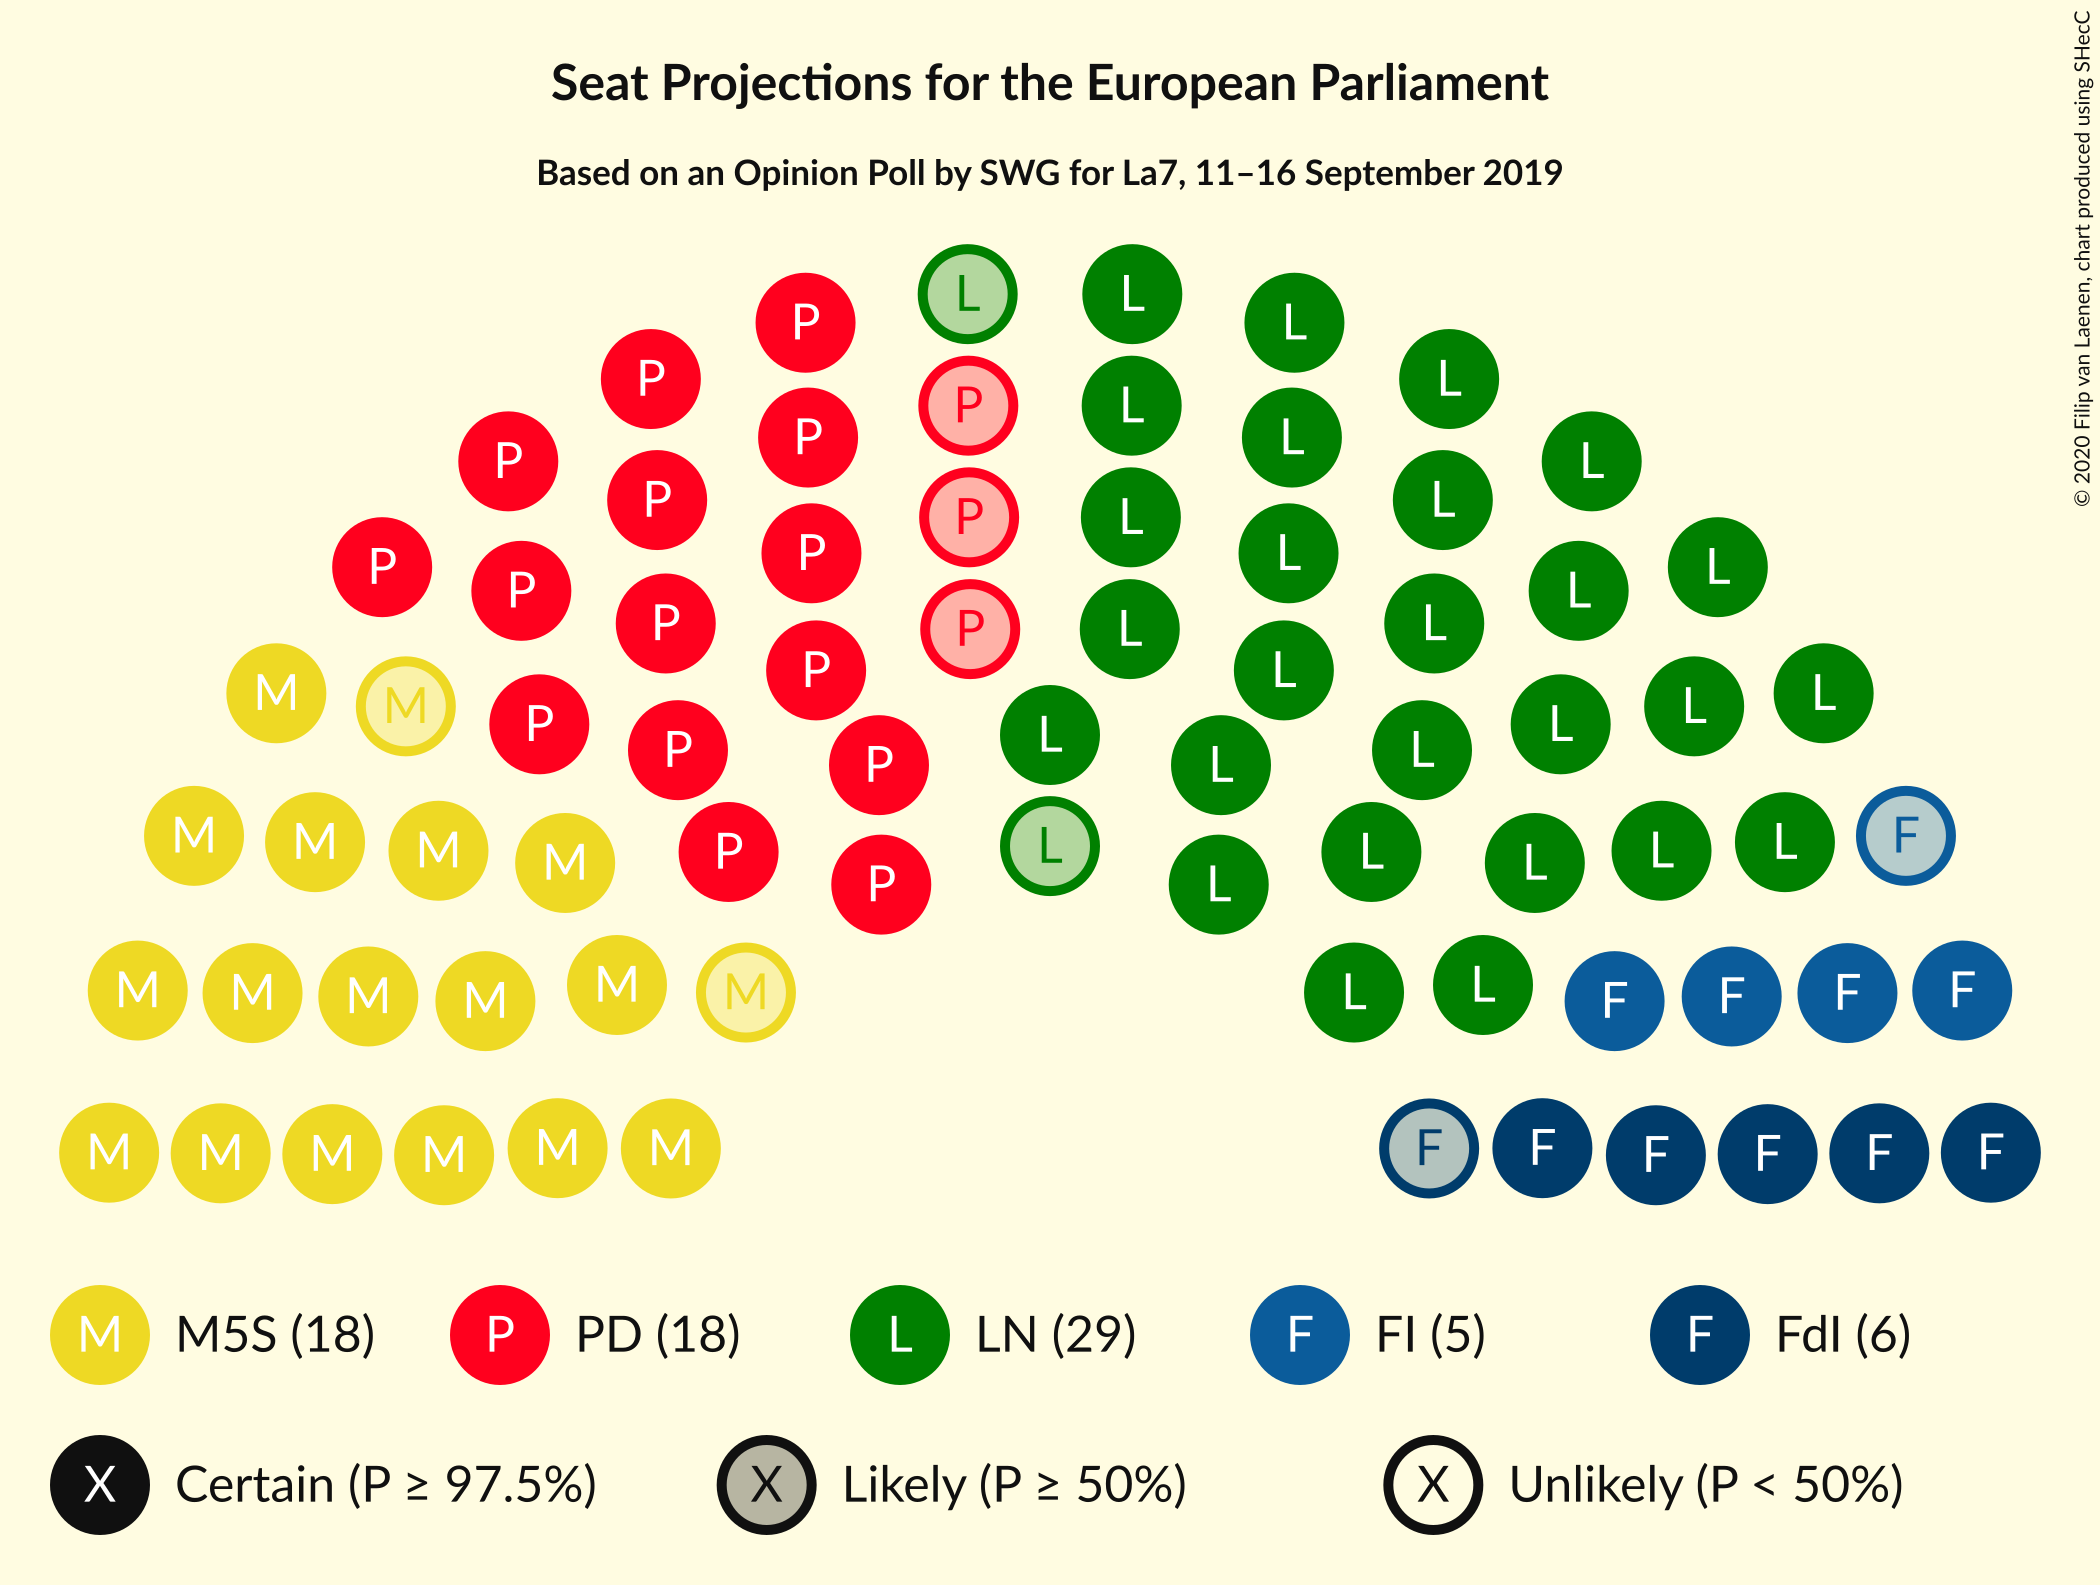 Seat Projections for the European Parliament
Based on an Opinion Poll by SWG for La7, 11–16 September 2019
© 2020 Filip van Laenen, chart produced using SHecC
L L
P L
P L
P L
P L
P L
P L
P L
P L
P L
P L
P L
P L
P L
M L
M L
P L
L
P L
P L
M M M M P L L L L F
L
P L
M M M M M M L L F F F F
M M M M M M F F F F F F
M M5S (18) P PD (18) L LN (29) F FI (5) F FdI (6)
X Certain (P ≥ 97.5%) X Likely (P ≥ 50%) X Unlikely (P < 50%)